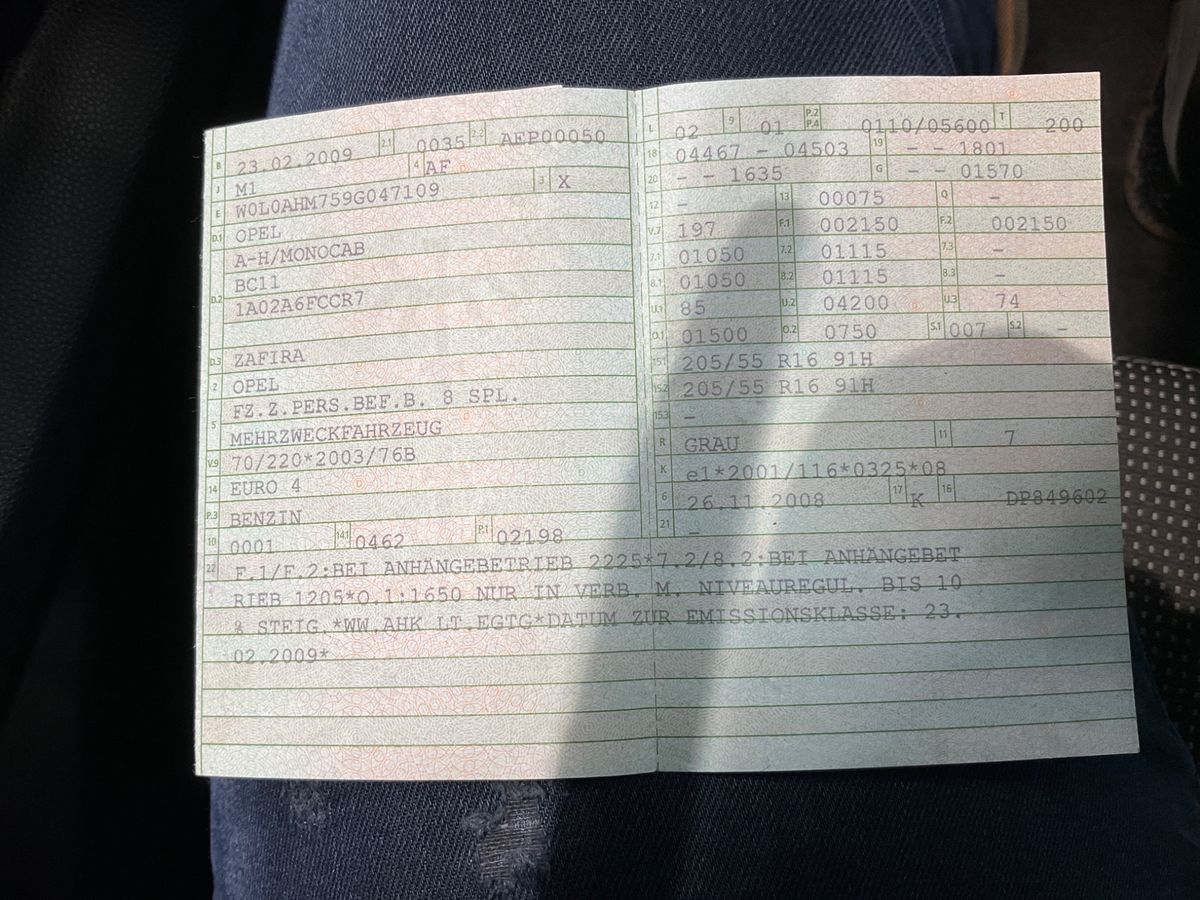 B 23.02.2009 2.1 0035 2.2 AEP00050
J M1 4 AF
E W0L0AHM759G047109 3 X
D.1 OPEL
D.2 A-H/MONOCAB
BC11
1A02A6FCCR7
D.3 ZAFIRA
2 OPEL
5 FZ.Z.PERS.BEF.B. 8 SPL.
MEHRZWECKFAHRZEUG
V.9 70/220*2003/76B
14 EURO 4
P.3 BENZIN
10 0001 14.1 0462 P.1 02198
L 02 9 01 P.2 P.4 0110/05600 T 200
18 04467 - 04503 19 - - 1801
20 - - 1635 G - - 01570
12 - 13 00075 Q -
V.7 197 F.1 002150 F.2 002150
7.1 01050 7.2 01115 7.3 -
8.1 01050 8.2 01115 8.3 -
U.1 85 U.2 04200 U.3 74
O.1 01500 O.2 0750 S.1 007 S.2 -
15.1 205/55 R16 91H
15.2 205/55 R16 91H
15.3 -
R GRAU 11 7
K e1*2001/116*0325*08
6 26.11.2008 17 K 16 DP849602
21 -
22 F.1/F.2:BEI ANHÄNGEBETRIEB 2225*7.2/8.2:BEI ANHÄNGEBET
RIEB 1205*O.1:1650 NUR IN VERB. M. NIVEAUREGUL. BIS 10
% STEIG.*WW.AHK LT.EGTG*DATUM ZUR EMISSIONSKLASSE: 23.
02.2009*